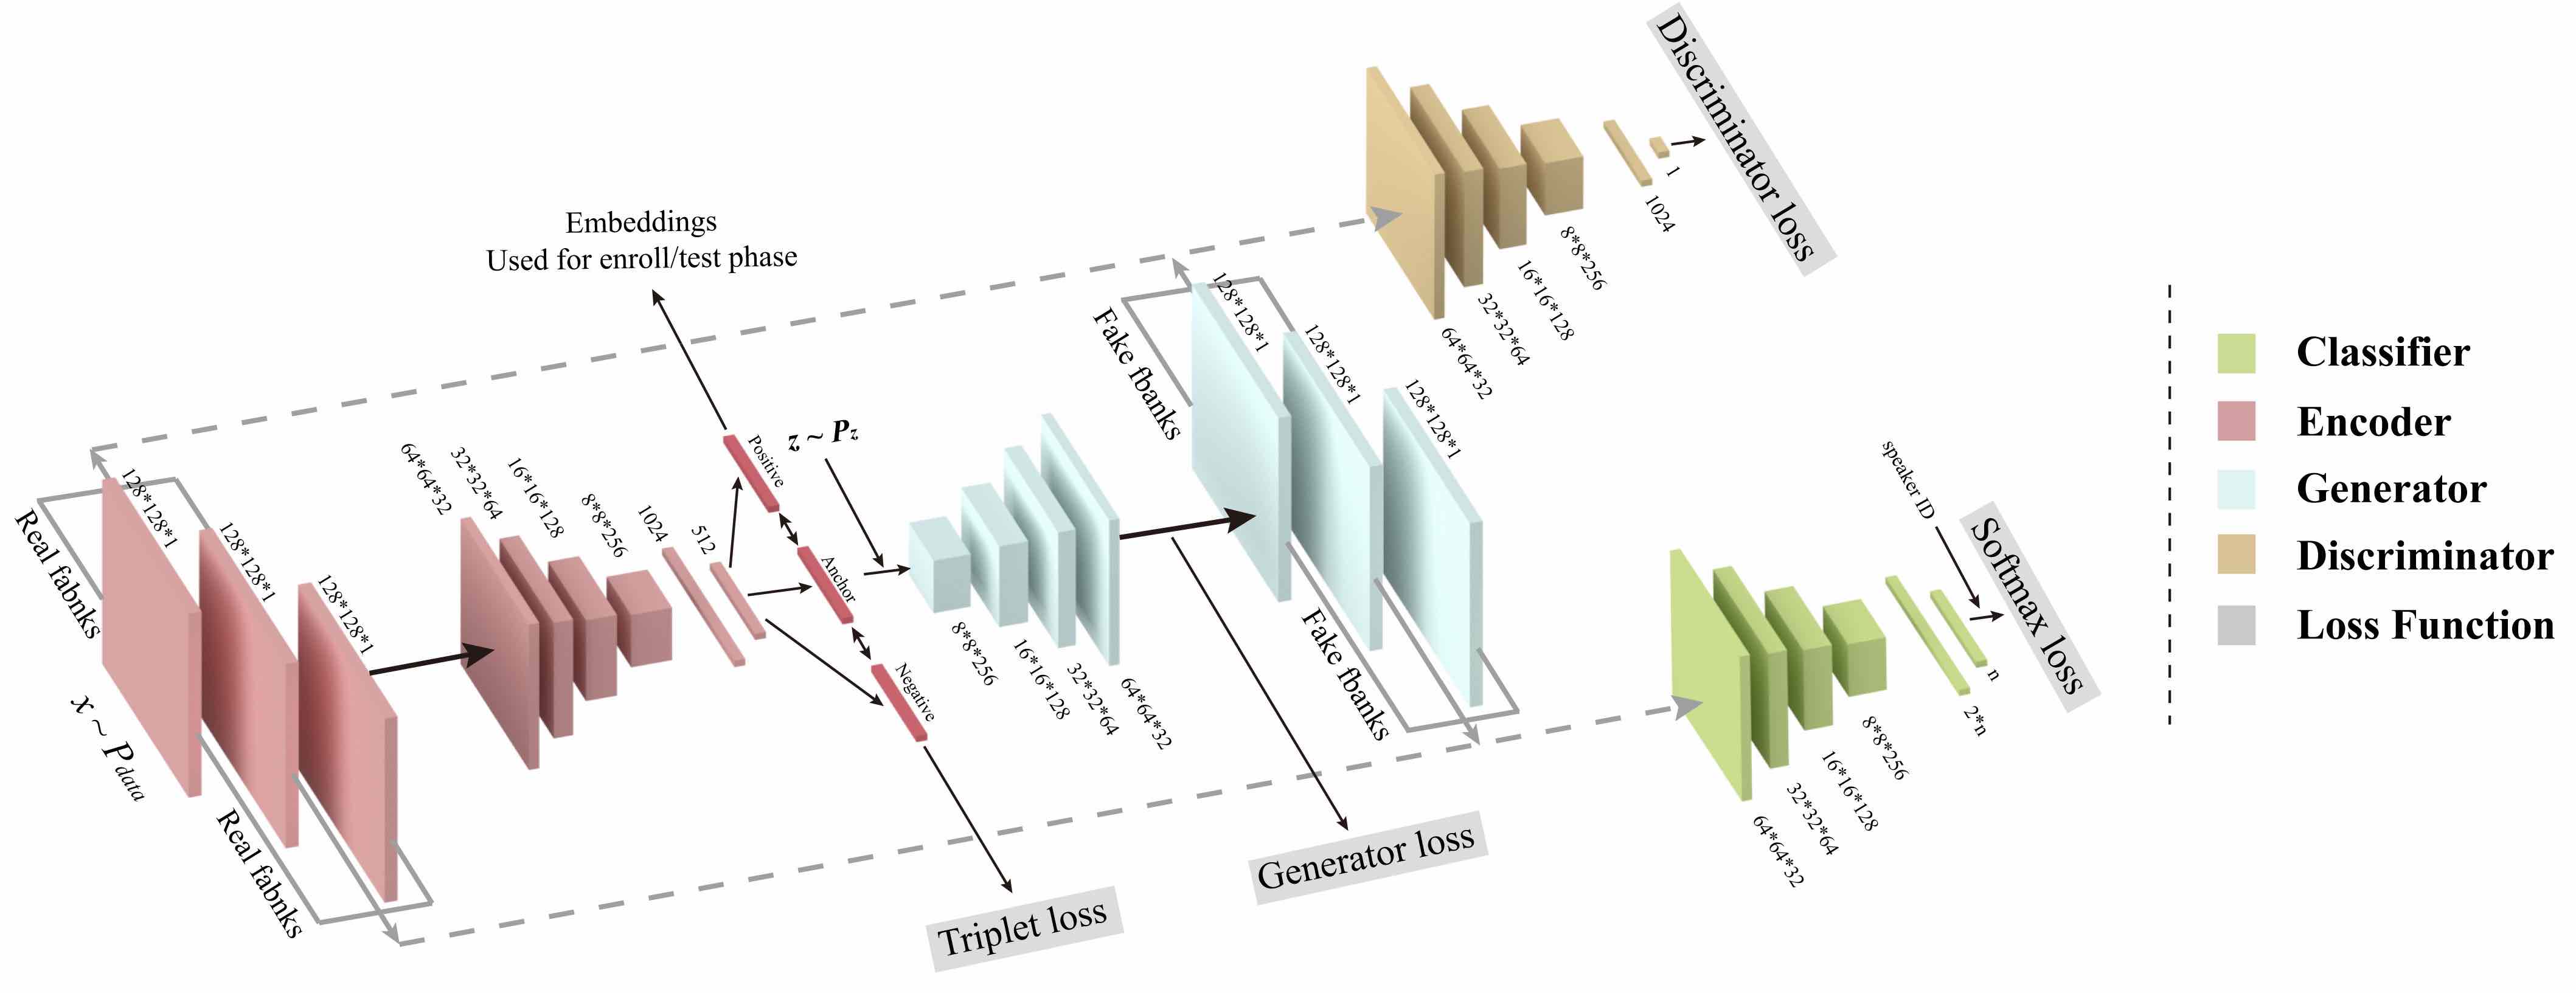 Real fabnks
128*128*1
128*128*1
128*128*1
x ~ Pdata
Real fabnks
64*64*32
32*32*64
16*16*128
8*8*256
1024
512
Embeddings
Used for enroll/test phase
Positive
Anchor
Negative
z ~ Pz
8*8*256
16*16*128
32*32*64
64*64*32
Triplet loss
Generator loss
Fake fbanks
128*128*1
128*128*1
128*128*1
Fake fbanks
64*64*32
32*32*64
16*16*128
8*8*256
1024
1
Discriminator loss
64*64*32
32*32*64
16*16*128
8*8*256
2*n
n
speaker ID
Softmax loss
Classifier
Encoder
Generator
Discriminator
Loss Function